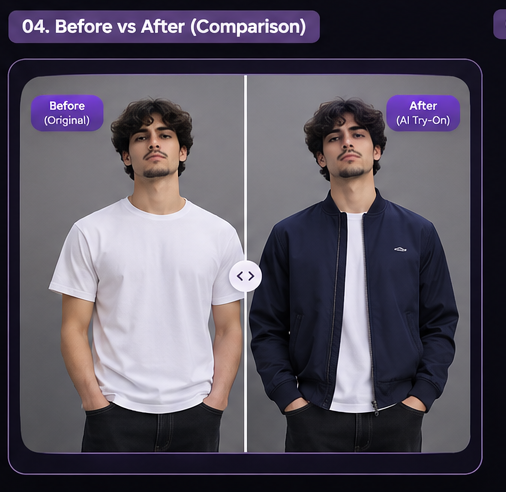 04. Before vs After (Comparison)
Before
(Original)
After
(AI Try-On)